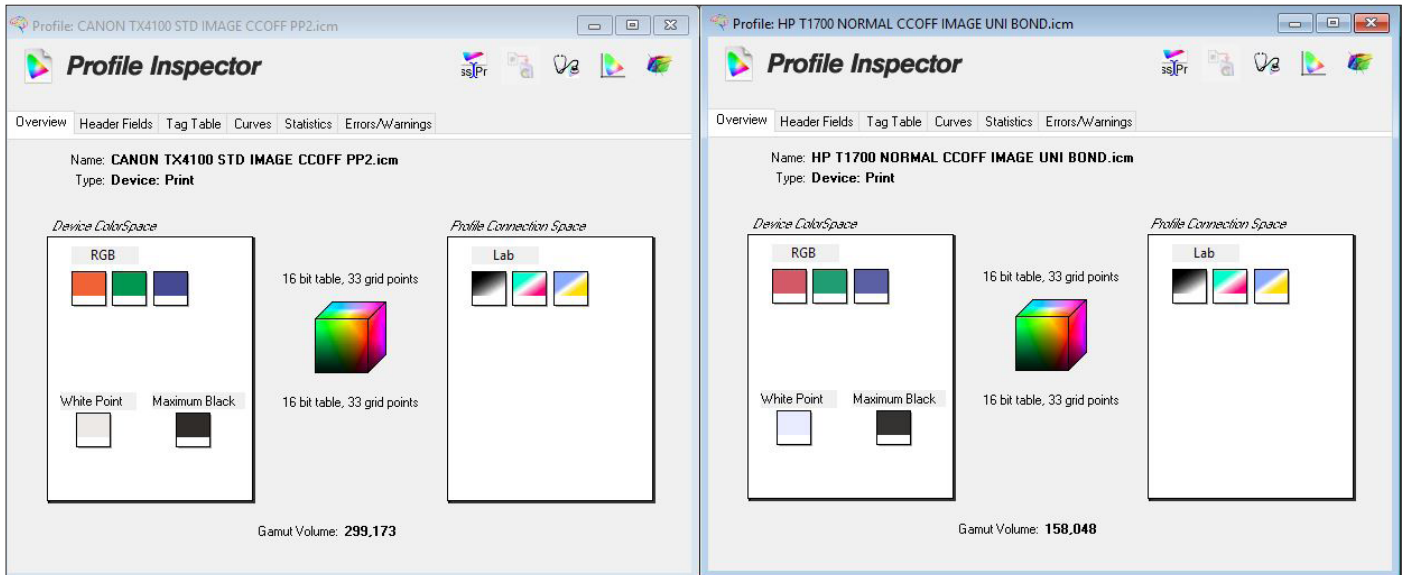 Profile: CANON TX4100 STD IMAGE CCOFF PP2.icm
Profile Inspector
ss Pr
Overview Header Fields Tag Table Curves Statistics Errors/Warnings
Name: CANON TX4100 STD IMAGE CCOFF PP2.icm
Type: Device: Print
Device ColorSpace
Profile Connection Space
RGB
Lab
16 bit table, 33 grid points
White Point Maximum Black
16 bit table, 33 grid points
Gamut Volume: 299,173
Profile: HP T1700 NORMAL CCOFF IMAGE UNI BOND.icm
Profile Inspector
ss Pr
Overview Header Fields Tag Table Curves Statistics Errors/Warnings
Name: HP T1700 NORMAL CCOFF IMAGE UNI BOND.icm
Type: Device: Print
Device ColorSpace
Profile Connection Space
RGB
Lab
16 bit table, 33 grid points
White Point Maximum Black
16 bit table, 33 grid points
Gamut Volume: 158,048